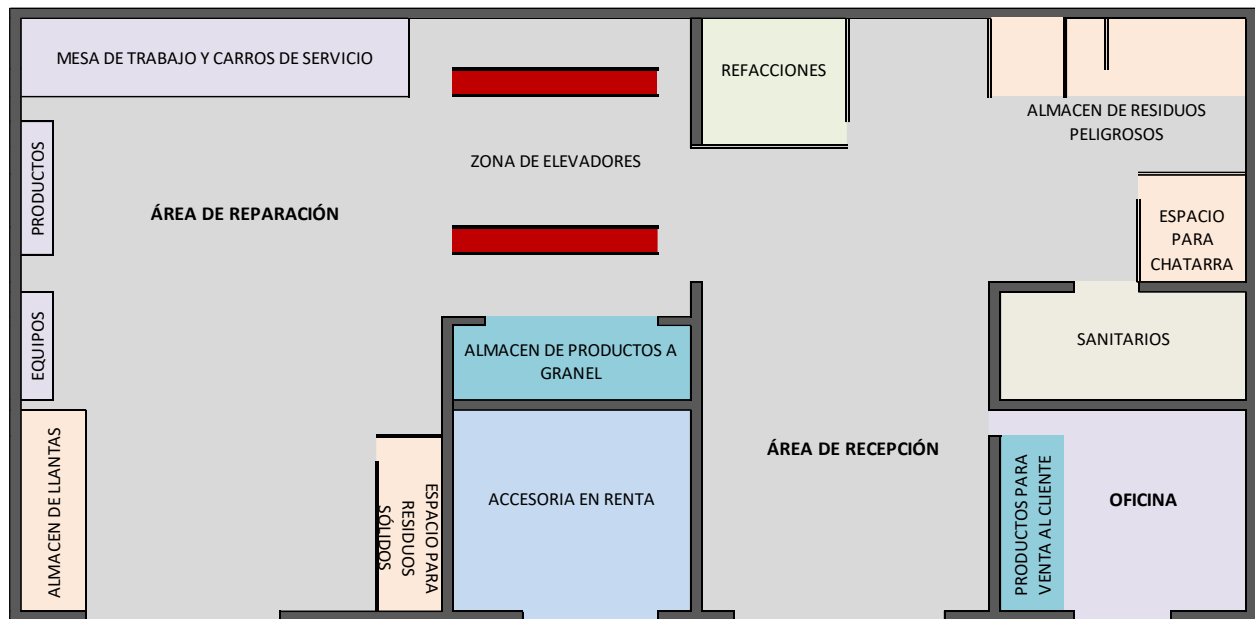 MESA DE TRABAJO Y CARROS DE SERVICIO
REFACCIONES
ALMACEN DE RESIDUOS
PELIGROSOS
PRODUCTOS
ZONA DE ELEVADORES
ÁREA DE REPARACIÓN
ESPACIO
PARA
CHATARRA
EQUIPOS
ALMACEN DE PRODUCTOS A
GRANEL
SANITARIOS
ALMACEN DE LLANTAS
ESPACIO PARA
RESIDUOS
SÓLIDOS
ACCESORIA EN RENTA
ÁREA DE RECEPCIÓN
PRODUCTOS PARA
VENTA AL CLIENTE
OFICINA